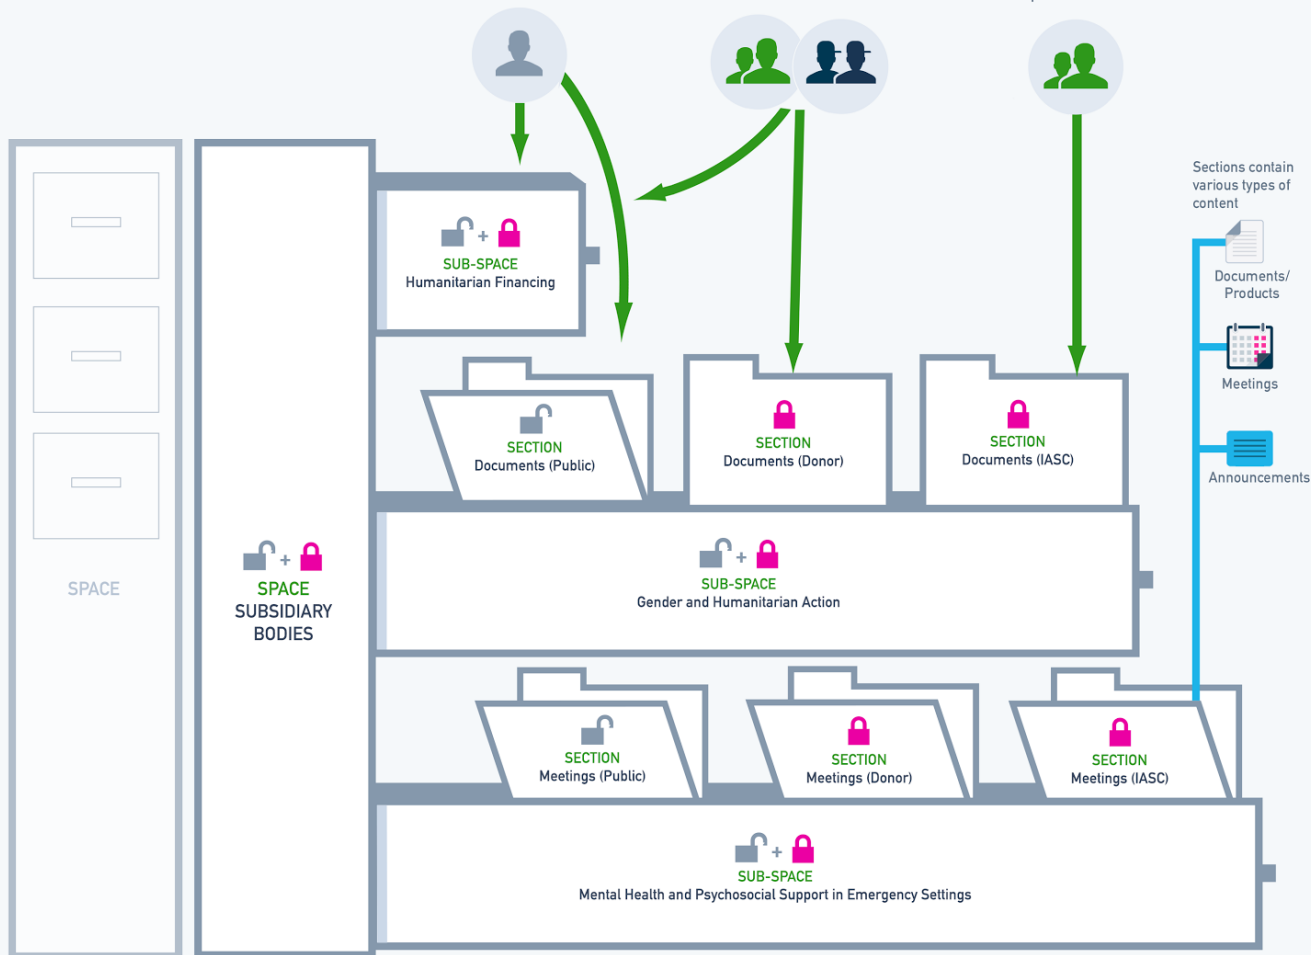 Sections contain
various types of
content
Documents/
Products
Meetings
Announcements
+
SUB-SPACE
Humanitarian Financing
SECTION
Documents (Public)
SECTION
Documents (Donor)
SECTION
Documents (IASC)
SPACE
+
SPACE
SUBSIDIARY
BODIES
+
SUB-SPACE
Gender and Humanitarian Action
SECTION
Meetings (Public)
SECTION
Meetings (Donor)
SECTION
Meetings (IASC)
+
SUB-SPACE
Mental Health and Psychosocial Support in Emergency Settings